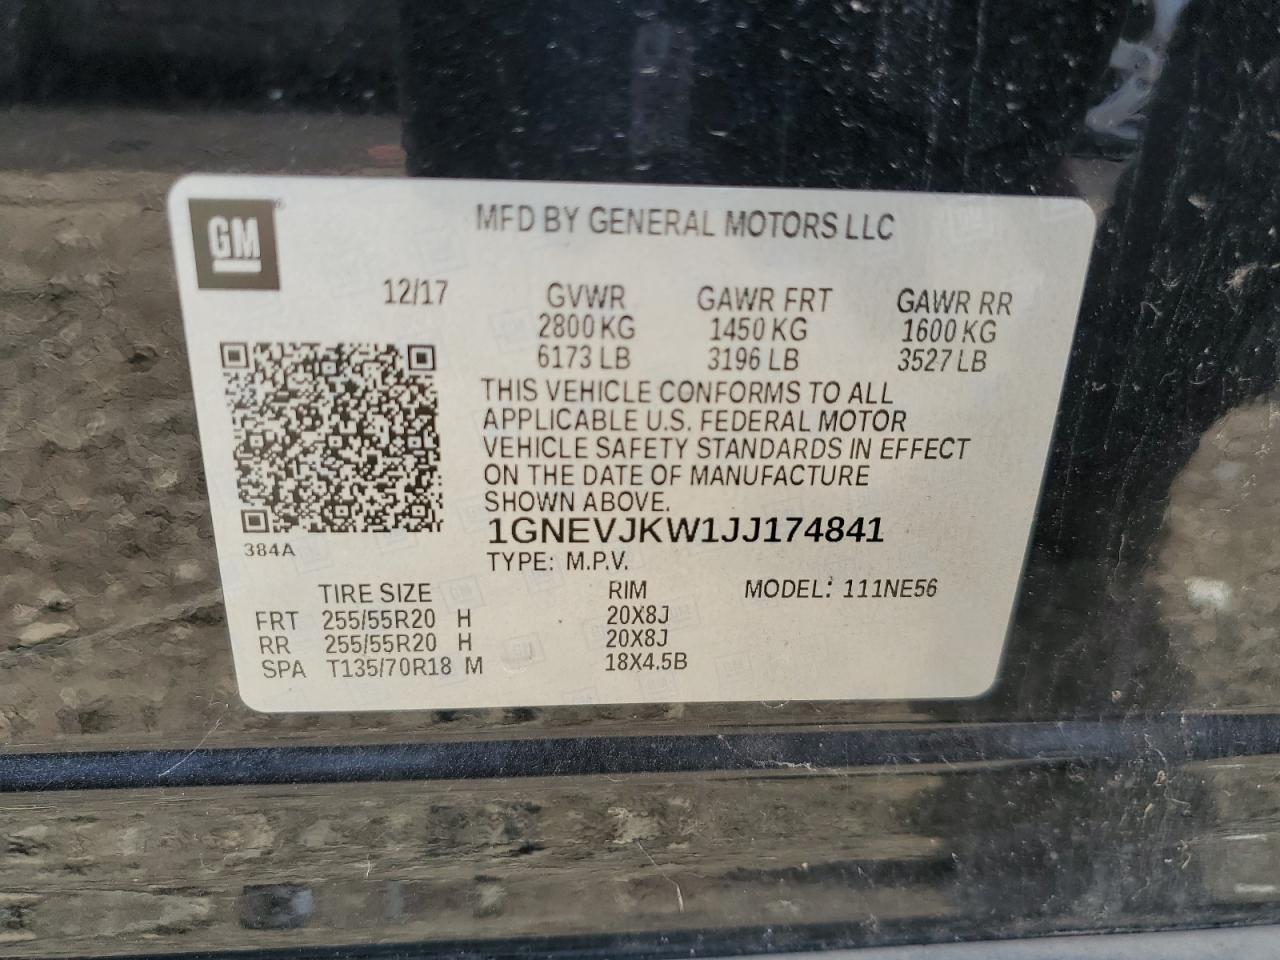 GM
MFD BY GENERAL MOTORS LLC
12/17 GVWR GAWR FRT GAWR RR
2800 KG 1450 KG 1600 KG
6173 LB 3196 LB 3527 LB
THIS VEHICLE CONFORMS TO ALL
APPLICABLE U.S. FEDERAL MOTOR
VEHICLE SAFETY STANDARDS IN EFFECT
ON THE DATE OF MANUFACTURE
SHOWN ABOVE.
1GNEVJKW1JJ174841
384A
TYPE: M.P.V.
TIRE SIZE RIM MODEL: 111NE56
FRT 255/55R20 H 20X8J
RR 255/55R20 H 20X8J
SPA T135/70R18 M 18X4.5B